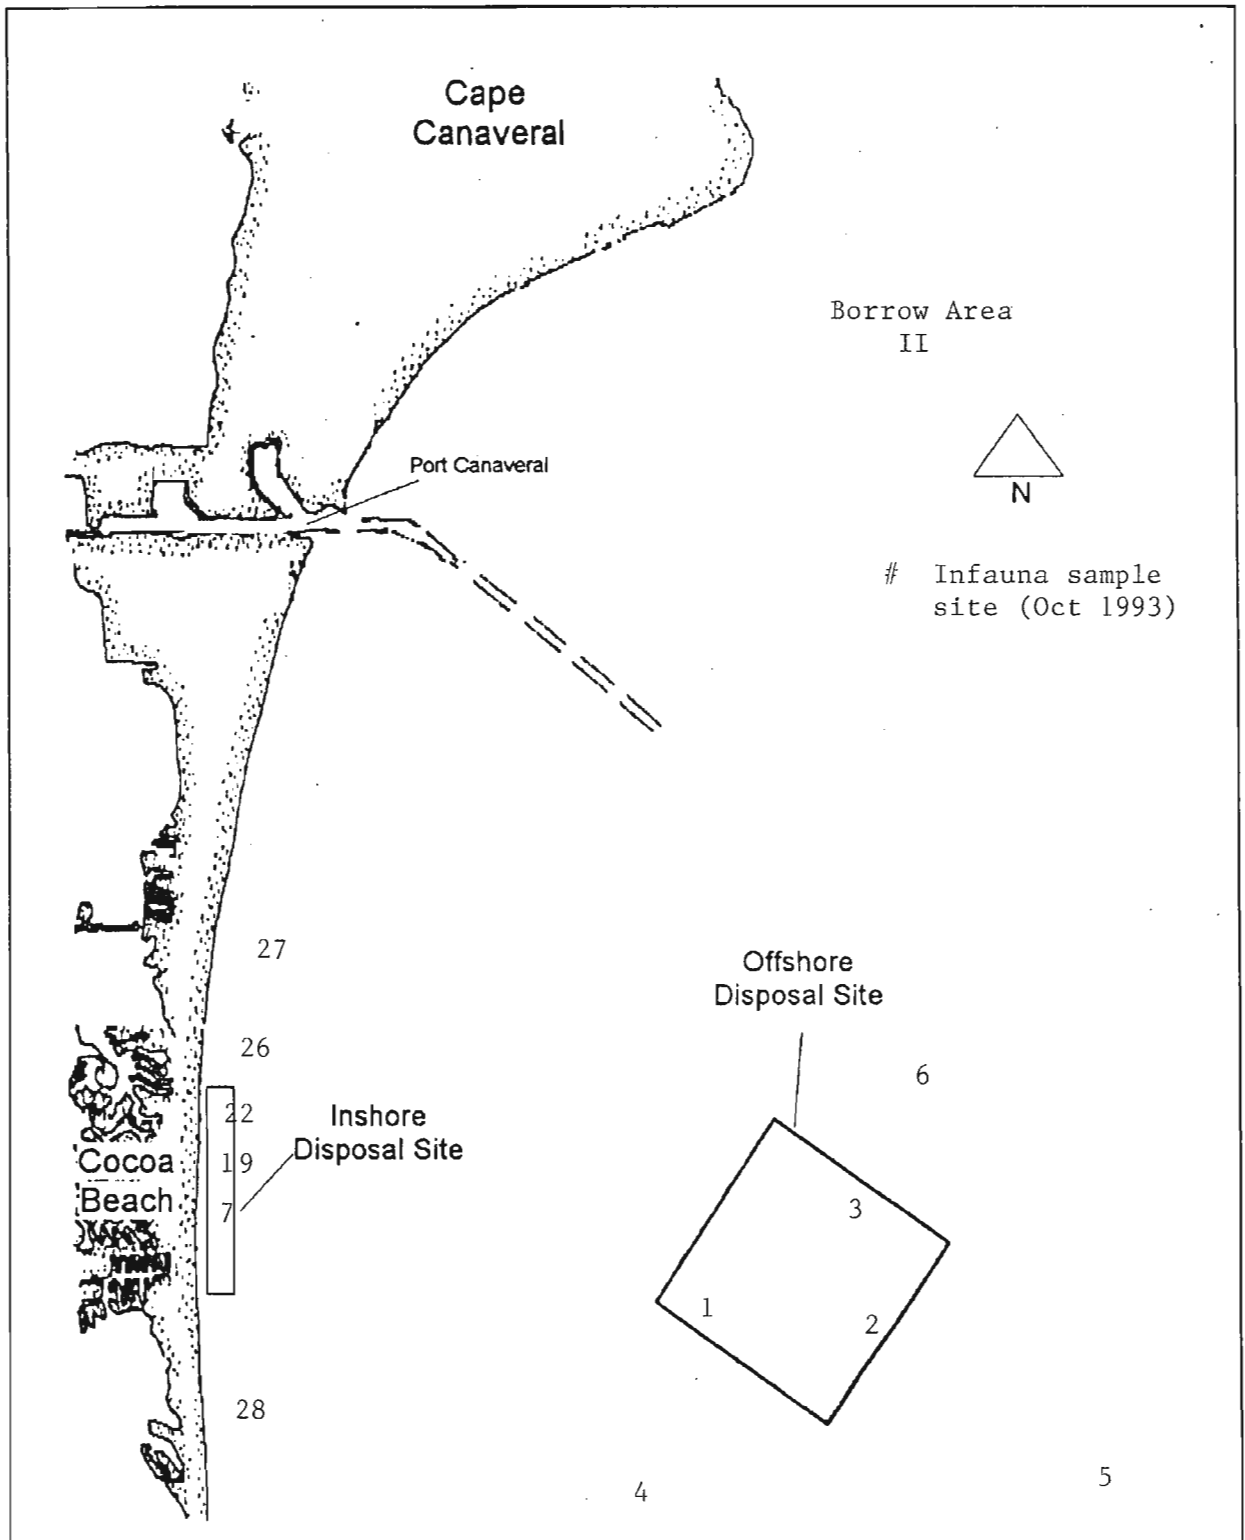 Cape
Canaveral
Borrow Area
II
Port Canaveral
N
# Infauna sample
site (Oct 1993)
27
Offshore
Disposal Site
26
6
22
Inshore
Disposal Site
Cocoa
19
Beach
7
3
1
2
28
4
5